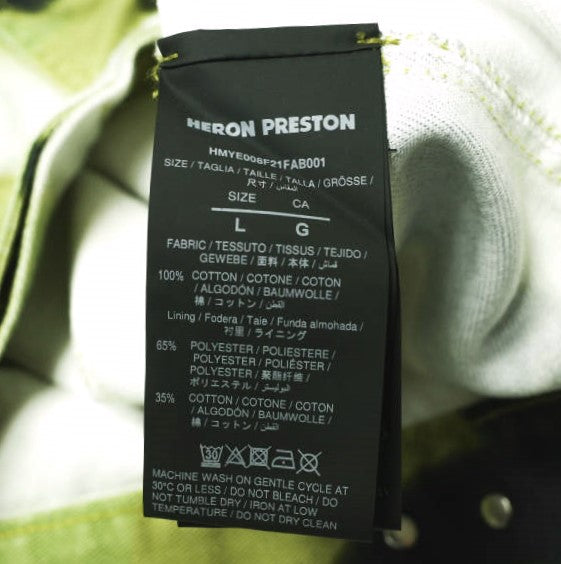 HERON PRESTON
HMYE008F21FAB001
SIZE / TAGLIA / TAILLE / TALLA / GRÖSSE /
尺寸 / المقاس
SIZE CA
L G
FABRIC / TESSUTO / TISSUS / TEJIDO /
GEWEBE / 面料 / 本体 / قماش
100% COTTON / COTONE / COTON
/ ALGODÓN / BAUMWOLLE /
棉 / コットン / القطن
Lining / Fodera / Taie / Funda almohada /
衬里 / ライニング
65% POLYESTER / POLIESTERE /
POLYESTER / POLIÉSTER /
POLYESTER / 聚酯纤维 /
ポリエステル / البوليستر
35% COTTON / COTONE / COTON
/ ALGODÓN / BAUMWOLLE /
棉 / コットン / القطن
30
MACHINE WASH ON GENTLE CYCLE AT
30°C OR LESS / DO NOT BLEACH / DO
NOT TUMBLE DRY / IRON AT LOW
TEMPERATURE / DO NOT DRY CLEAN